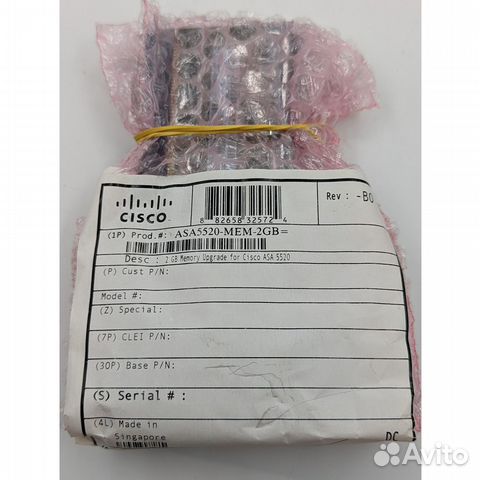 CISCO
8 82658 32572 4
Rev : -B0
(1P) Prod.#: ASA5520-MEM-2GB=
Desc : 2 GB Memory Upgrade for Cisco ASA 5520
(P) Cust P/N:
Model #:
(Z) Special:
(7P) CLEI P/N:
(30P) Base P/N:
(S) Serial # :
(4L) Made in
Singapore
DC
Avito